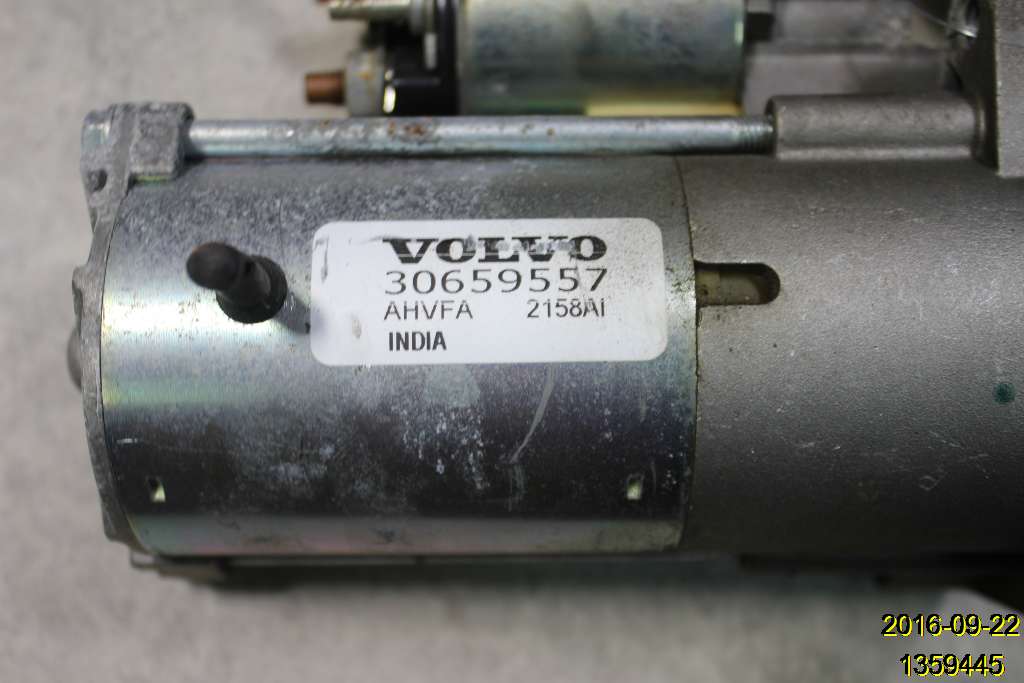 VOLVO
30659557
AHVFA 2158AI
INDIA
2016-09-22
1359445